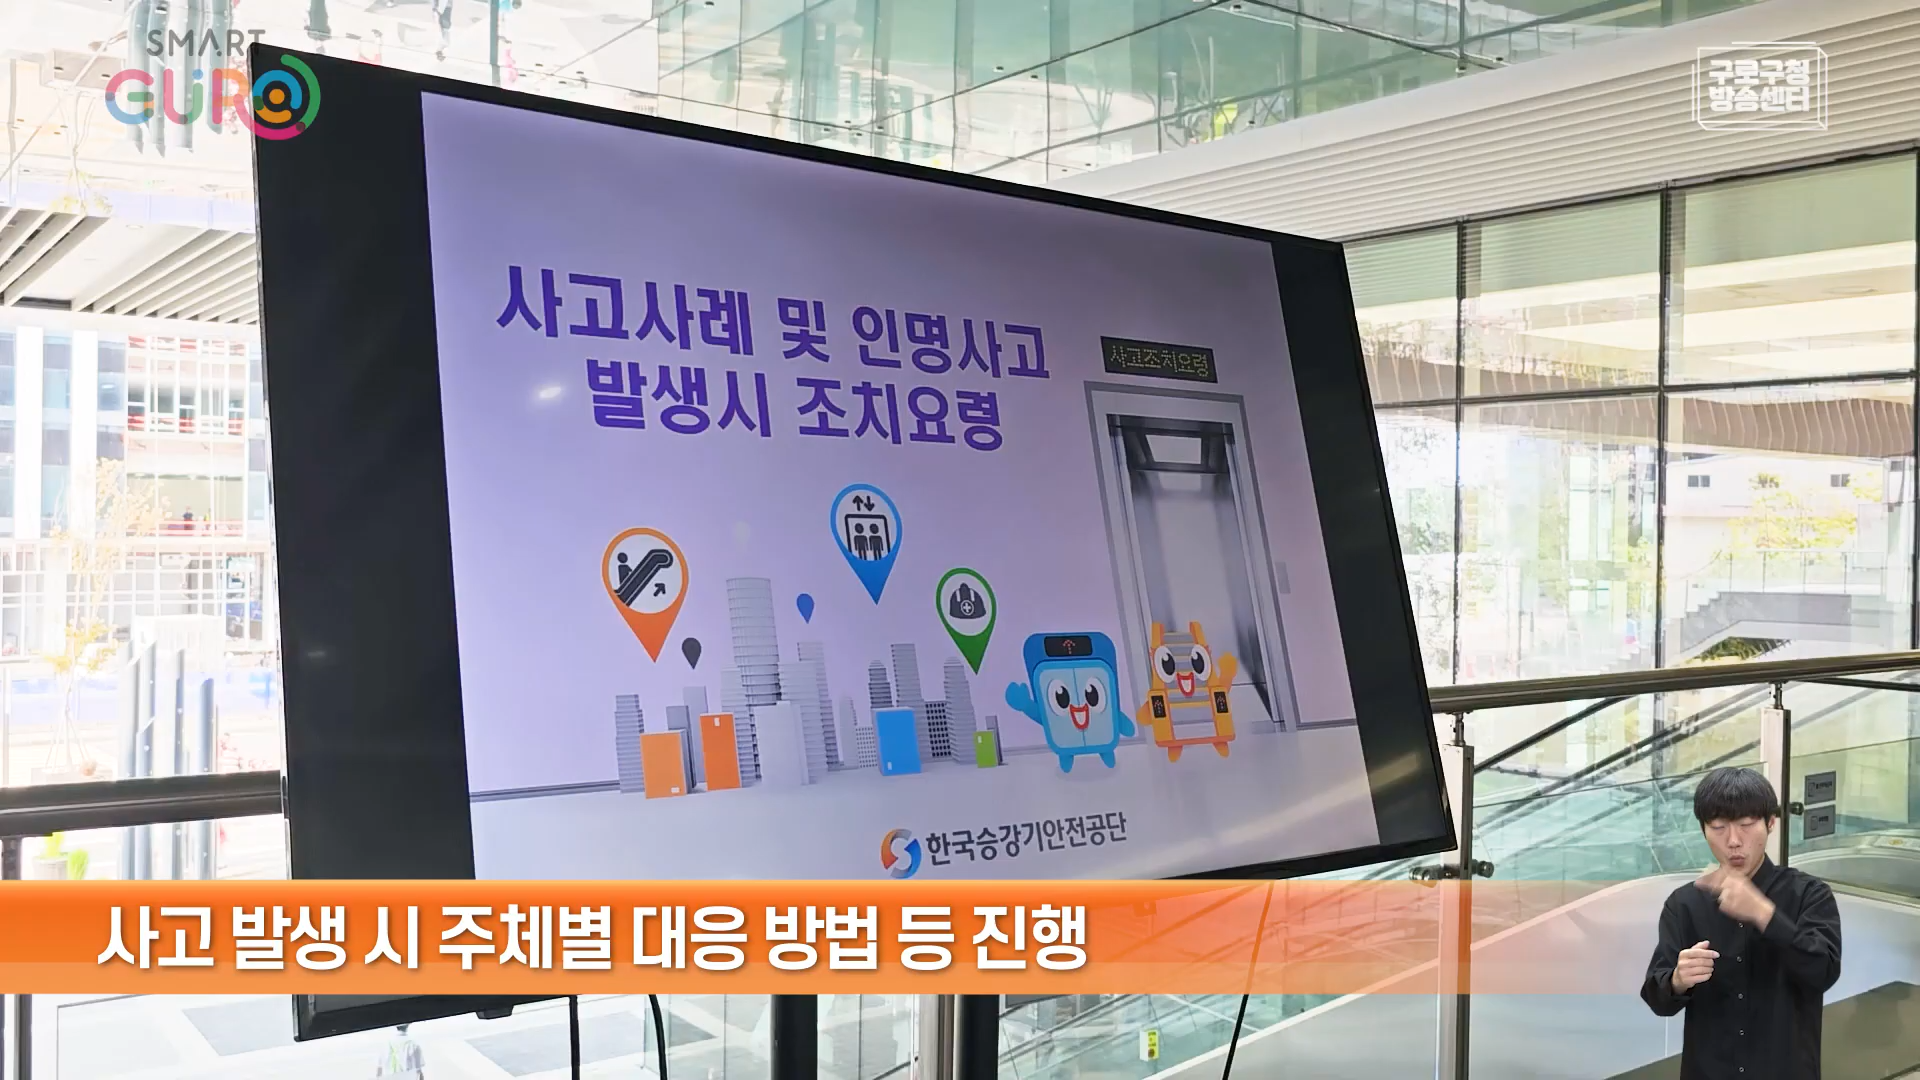 SMART
GURO
구로구청
방송센터
사고사례 및 인명사고
발생시 조치요령
사고조치요령
한국승강기안전공단
사고 발생 시 주체별 대응 방법 등 진행